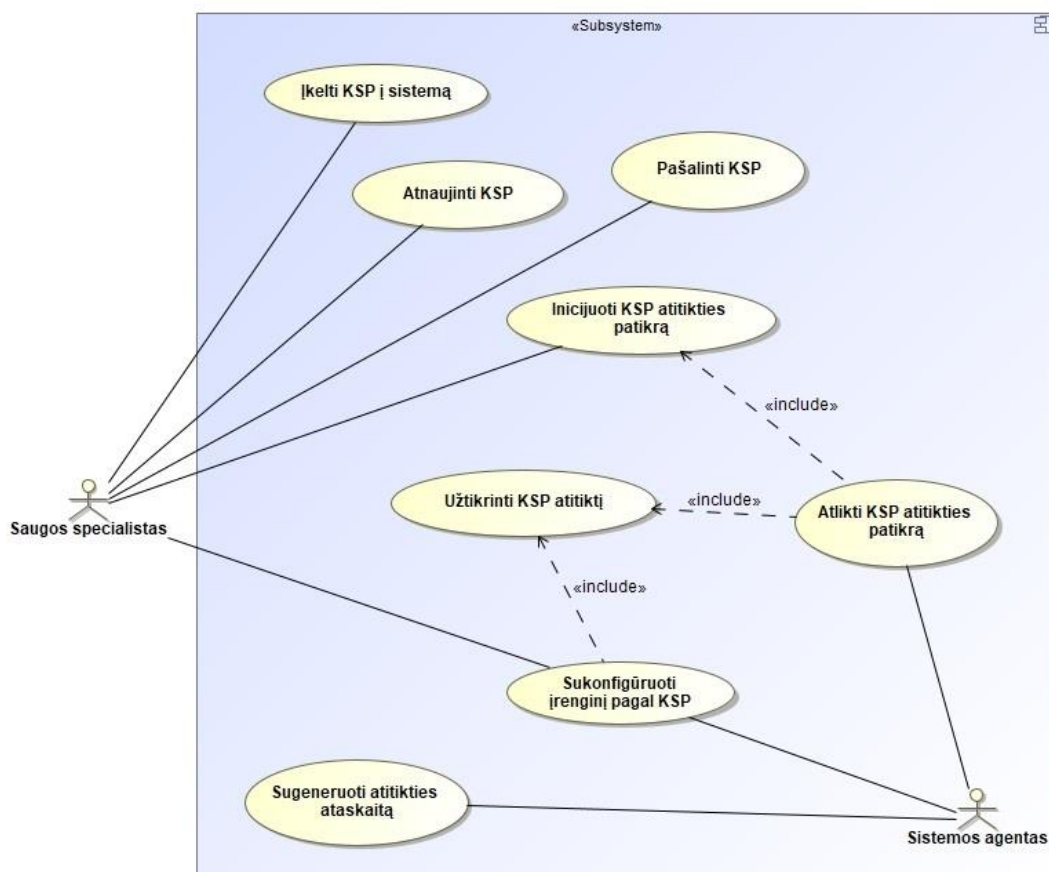 «Subsystem»
Įkelti KSP į sistemą
Pašalinti KSP
Atnaujinti KSP
Inicijuoti KSP atitikties
patikrą
«include»
Užtikrinti KSP atitiktį
«include»
Atlikti KSP atitikties
patikrą
Saugos specialistas
«include»
Sukonfigūruoti
įrenginį pagal KSP
Sugeneruoti atitikties
ataskaitą
Sistemos agentas